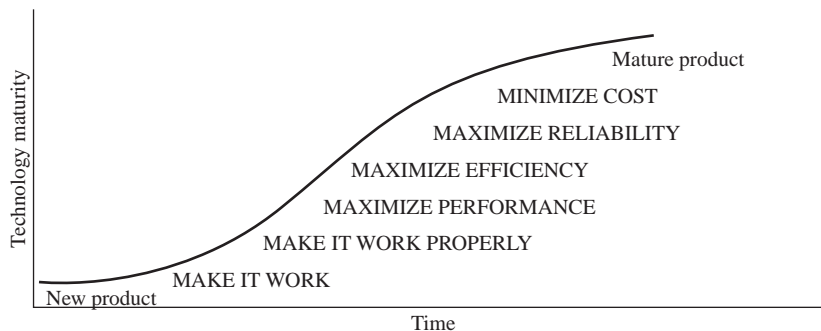 Technology maturity
Mature product
MINIMIZE COST
MAXIMIZE RELIABILITY
MAXIMIZE EFFICIENCY
MAXIMIZE PERFORMANCE
MAKE IT WORK PROPERLY
MAKE IT WORK
New product
Time